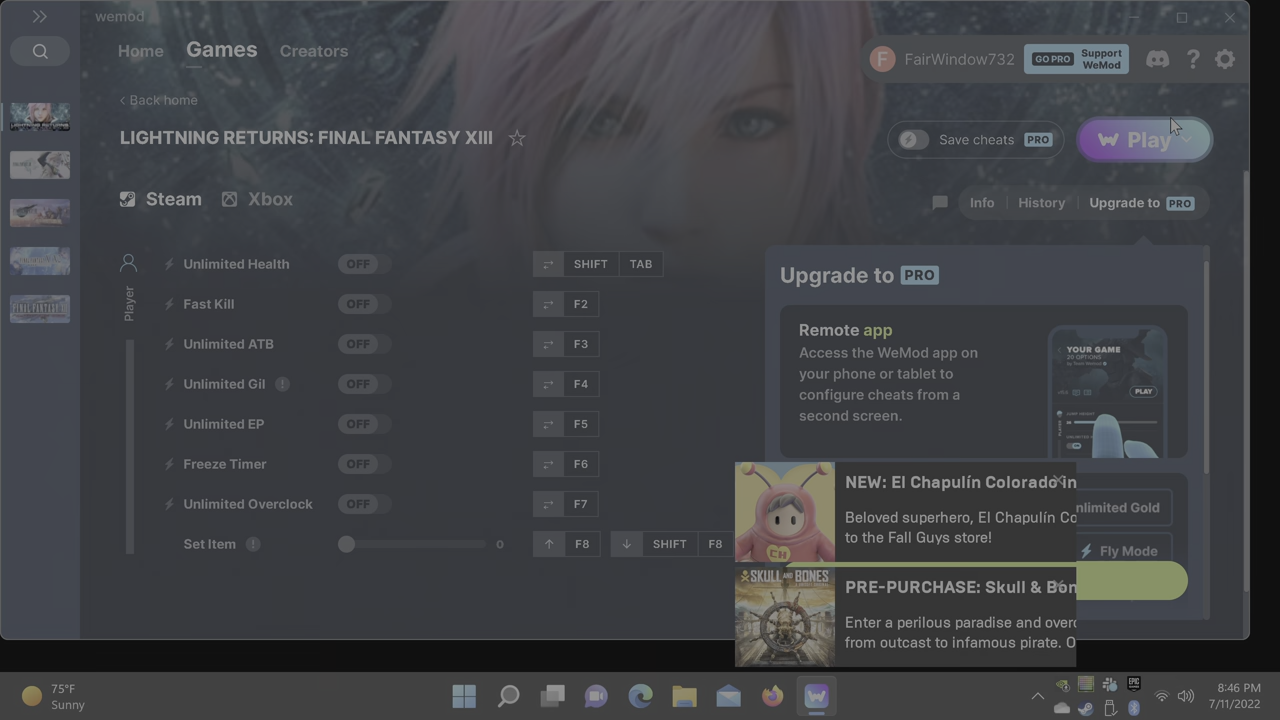 wemod
Home Games Creators
F FairWindow732 GO PRO Support WeMod
Back home
LIGHTNING RETURNS: FINAL FANTASY XIII
Save cheats PRO
Play
Steam Xbox
Info History Upgrade to PRO
Player
Unlimited Health OFF SHIFT TAB
Fast Kill OFF F2
Unlimited ATB OFF F3
Unlimited Gil OFF F4
Unlimited EP OFF F5
Freeze Timer OFF F6
Unlimited Overclock OFF F7
Set Item 0 F8 SHIFT F8
Upgrade to PRO
Remote app
Access the WeMod app on
your phone or tablet to
configure cheats from a
second screen.
YOUR GAME
20 OPTIONS
PLAY
nlimited Gold
Fly Mode
NEW: El Chapulín Colorado in
Beloved superhero, El Chapulín Co
to the Fall Guys store!
CH
SKULL AND BONES
PRE-PURCHASE: Skull & Bon
Enter a perilous paradise and overc
from outcast to infamous pirate. O
75°F
Sunny
EPIC
8:46 PM
7/11/2022